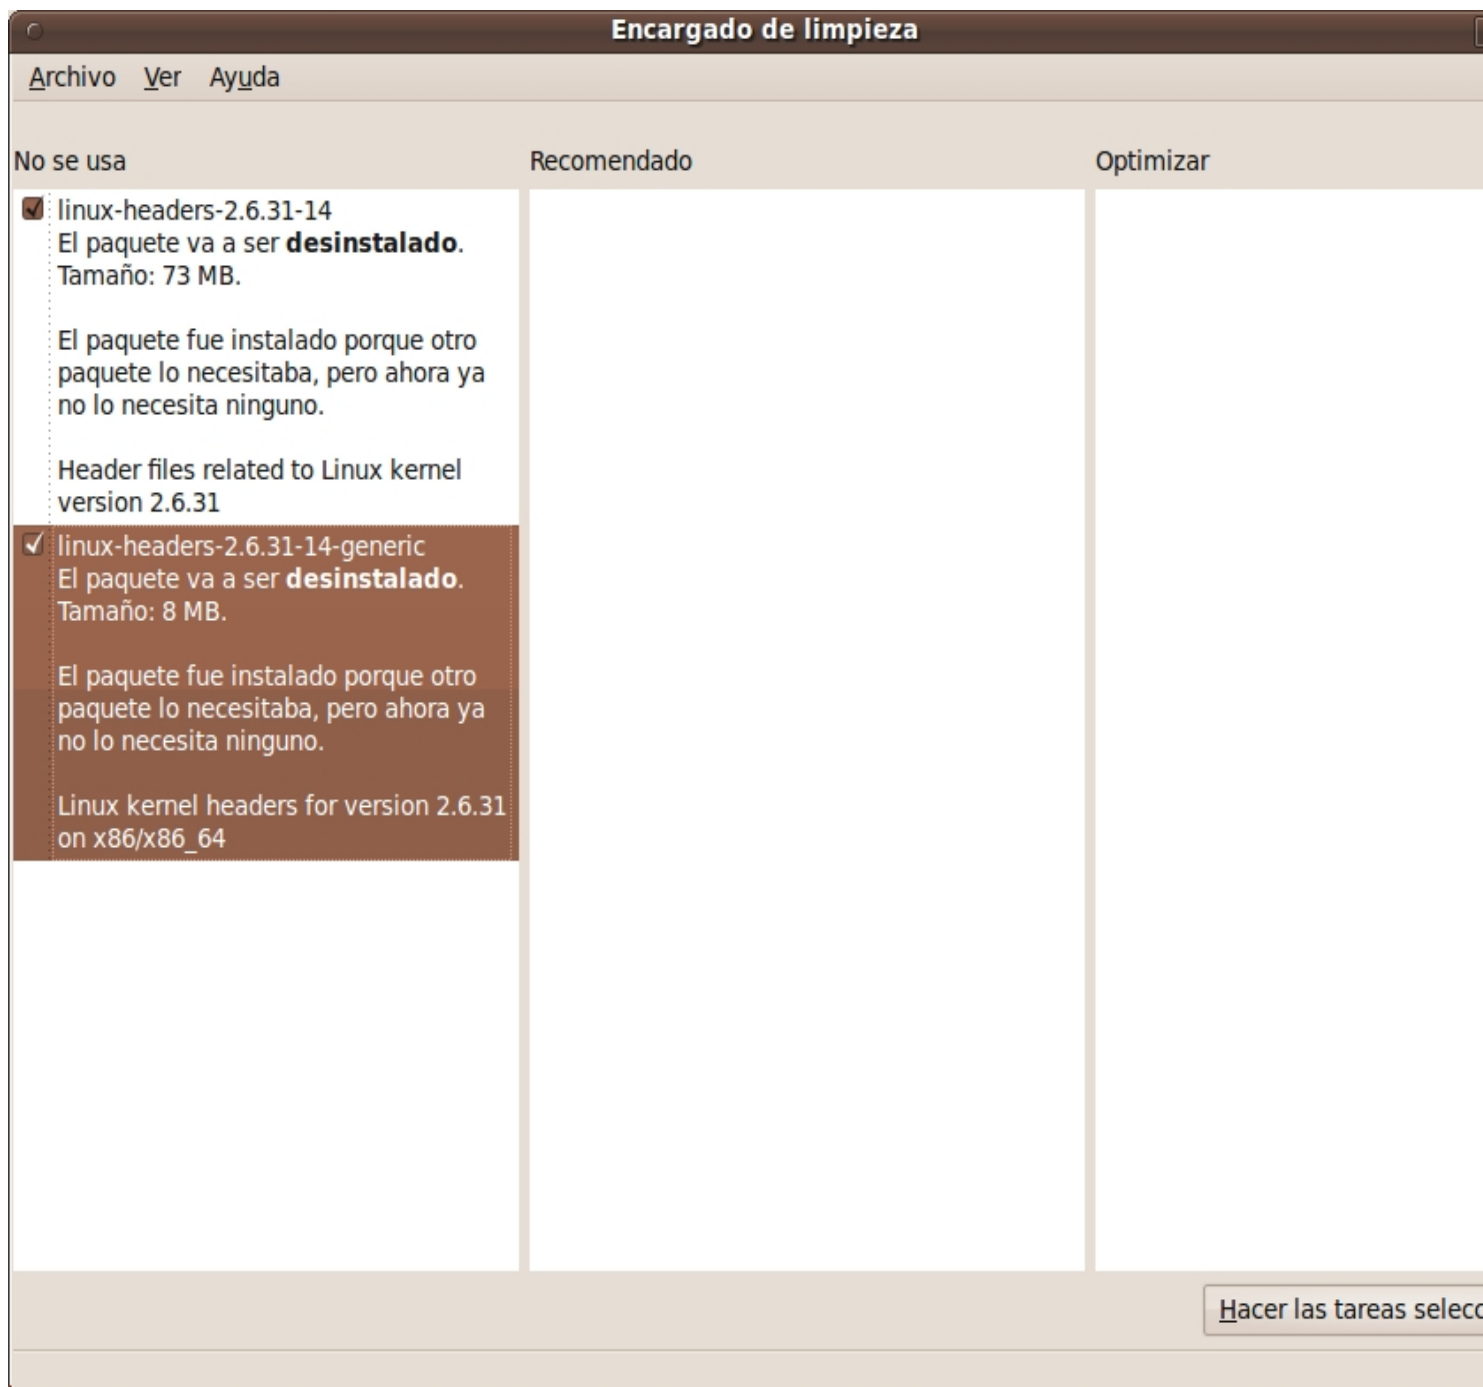 Encargado de limpieza
Archivo Ver Ayuda
No se usa
linux-headers-2.6.31-14
El paquete va a ser desinstalado.
Tamaño: 73 MB.
El paquete fue instalado porque otro
paquete lo necesitaba, pero ahora ya
no lo necesita ninguno.
Header files related to Linux kernel
version 2.6.31
linux-headers-2.6.31-14-generic
El paquete va a ser desinstalado.
Tamaño: 8 MB.
El paquete fue instalado porque otro
paquete lo necesitaba, pero ahora ya
no lo necesita ninguno.
Linux kernel headers for version 2.6.31
on x86/x86_64
Recomendado
Optimizar
Hacer las tareas selecc